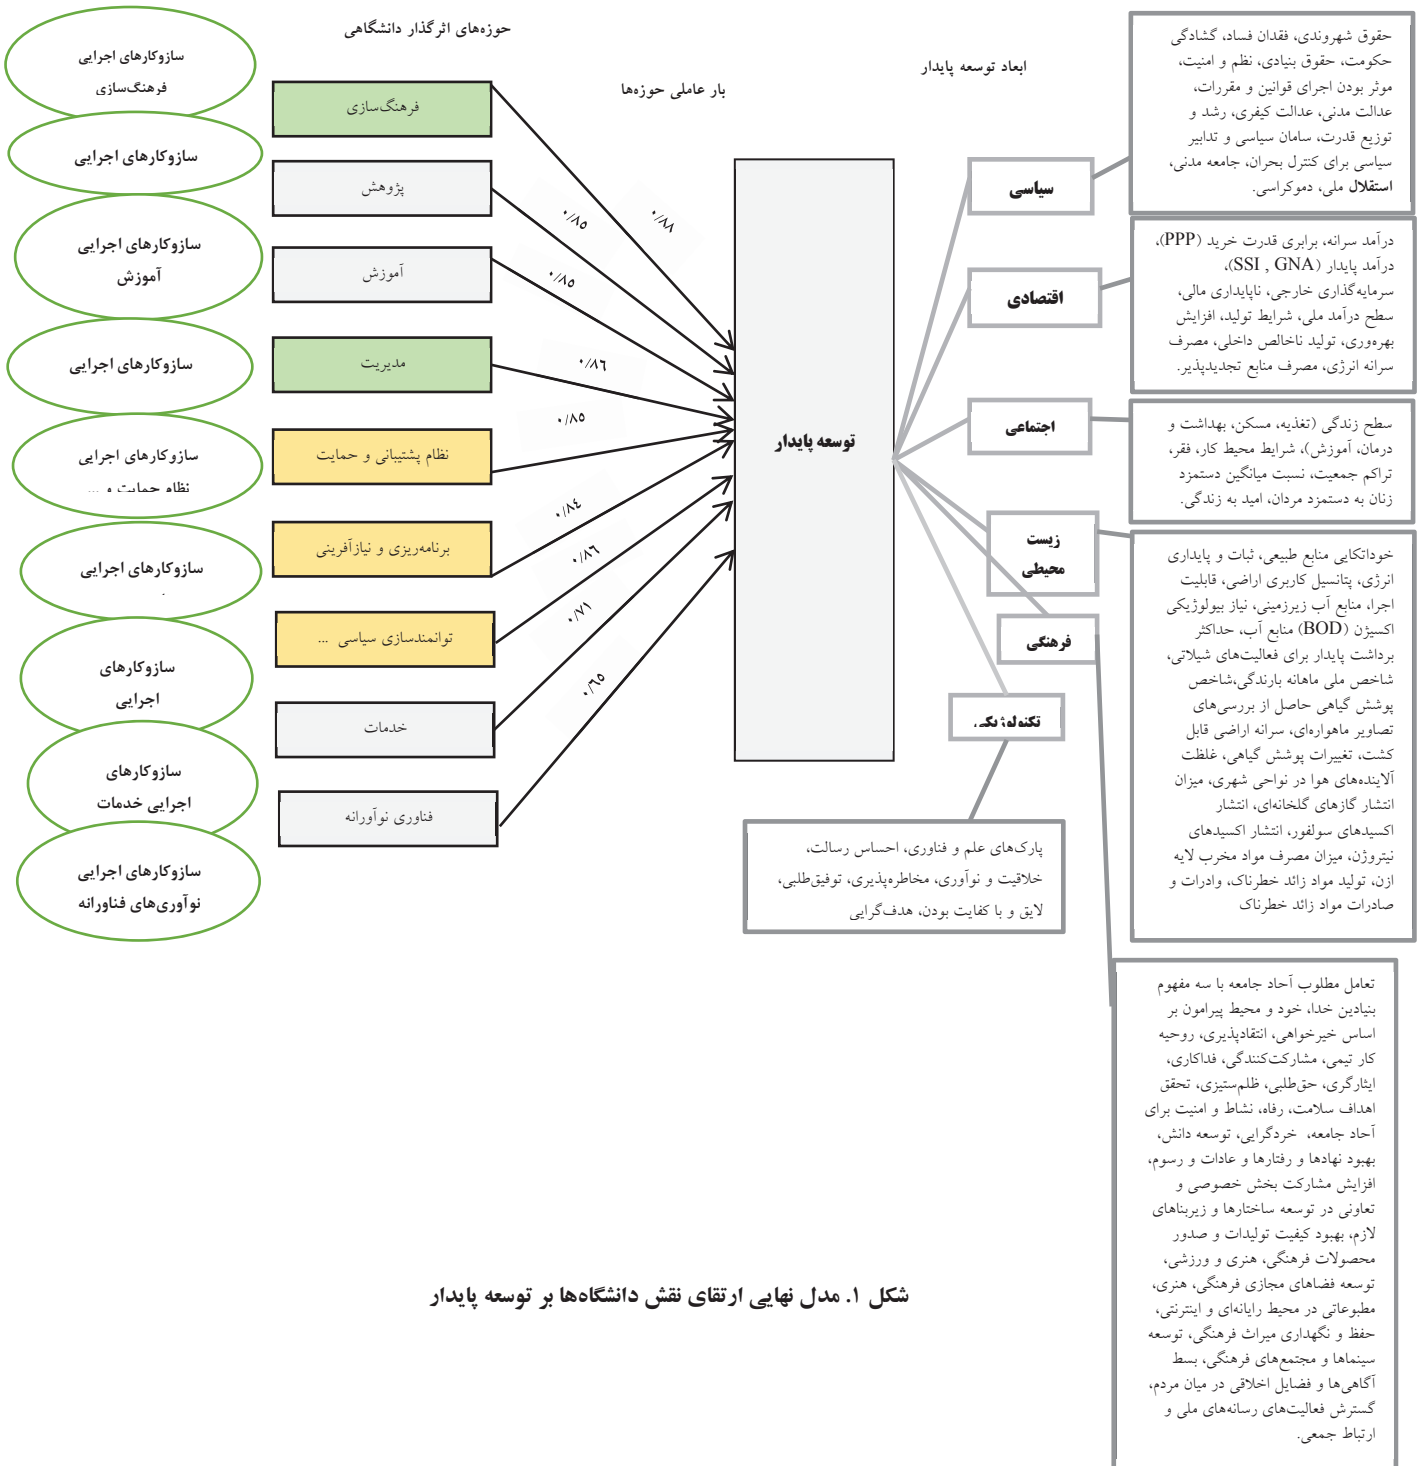 حوزه‌های اثرگذار دانشگاهی
بار عاملی حوزه‌ها
ابعاد توسعه پایدار
سازوکارهای اجرایی
فرهنگ‌سازی
سازوکارهای اجرایی
سازوکارهای اجرایی
آموزش
سازوکارهای اجرایی
سازوکارهای اجرایی
نظام حمایت و ...
سازوکارهای اجرایی
سازوکارهای
اجرایی
سازوکارهای
اجرایی خدمات
سازوکارهای اجرایی
نوآوری‌های فناورانه
فرهنگ‌سازی
پژوهش
آموزش
مدیریت
نظام پشتیبانی و حمایت
برنامه‌ریزی و نیازآفرینی
توانمندسازی سیاسی ...
خدمات
فناوری نوآورانه
۰/۸۸
۰/۸۵
۰/۸۵
۰/۸۶
۰/۸۵
۰/۸۴
۰/۸۶
۰/۷۱
۰/۶۵
توسعه پایدار
سیاسی
اقتصادی
اجتماعی
زیست
محیطی
فرهنگی
تکنولوژیکی
حقوق شهروندی، فقدان فساد، گشادگی
حکومت، حقوق بنیادی، نظم و امنیت،
موثر بودن اجرای قوانین و مقررات،
عدالت مدنی، عدالت کیفری، رشد و
توزیع قدرت، سامان سیاسی و تدابیر
سیاسی برای کنترل بحران، جامعه مدنی،
استقلال ملی، دموکراسی.
درآمد سرانه، برابری قدرت خرید (PPP)،
درآمد پایدار (SSI , GNA)،
سرمایه‌گذاری خارجی، ناپایداری مالی،
سطح درآمد ملی، شرایط تولید، افزایش
بهره‌وری، تولید ناخالص داخلی، مصرف
سرانه انرژی، مصرف منابع تجدیدپذیر.
سطح زندگی (تغذیه، مسکن، بهداشت و
درمان، آموزش)، شرایط محیط کار، فقر،
تراکم جمعیت، نسبت میانگین دستمزد
زنان به دستمزد مردان، امید به زندگی.
خوداتکایی منابع طبیعی، ثبات و پایداری
انرژی، پتانسیل کاربری اراضی، قابلیت
اجرا، منابع آب زیرزمینی، نیاز بیولوژیکی
اکسیژن (BOD) منابع آب، حداکثر
برداشت پایدار برای فعالیت‌های شیلاتی،
شاخص ملی ماهانه بارندگی،شاخص
پوشش گیاهی حاصل از بررسی‌های
تصاویر ماهواره‌ای، سرانه اراضی قابل
کشت، تغییرات پوشش گیاهی، غلظت
آلاینده‌های هوا در نواحی شهری، میزان
انتشار گازهای گلخانه‌ای، انتشار
اکسیدهای سولفور، انتشار اکسیدهای
نیتروژن، میزان مصرف مواد مخرب لایه
ازن، تولید مواد زائد خطرناک، وادرات و
صادرات مواد زائد خطرناک
پارک‌های علم و فناوری، احساس رسالت،
خلاقیت و نوآوری، مخاطره‌پذیری، توفیق‌طلبی،
لایق و با کفایت بودن، هدف‌گرایی
تعامل مطلوب آحاد جامعه با سه مفهوم
بنیادین خدا، خود و محیط پیرامون بر
اساس خیرخواهی، انتقادپذیری، روحیه
کار تیمی، مشارکت‌کنندگی، فداکاری،
ایثارگری، حق‌طلبی، ظلم‌ستیزی، تحقق
اهداف سلامت، رفاه، نشاط و امنیت برای
آحاد جامعه، خردگرایی، توسعه دانش،
بهبود نهادها و رفتارها و عادات و رسوم،
افزایش مشارکت بخش خصوصی و
تعاونی در توسعه ساختارها و زیربناهای
لازم، بهبود کیفیت تولیدات و صدور
محصولات فرهنگی، هنری و ورزشی،
توسعه فضاهای مجازی فرهنگی، هنری،
مطبوعاتی در محیط رایانه‌ای و اینترنتی،
حفظ و نگهداری میراث فرهنگی، توسعه
سینماها و مجتمع‌های فرهنگی، بسط
آگاهی‌ها و فضایل اخلاقی در میان مردم،
گسترش فعالیت‌های رسانه‌های ملی و
ارتباط جمعی.
شکل ۱. مدل نهایی ارتقای نقش دانشگاه‌ها بر توسعه پایدار